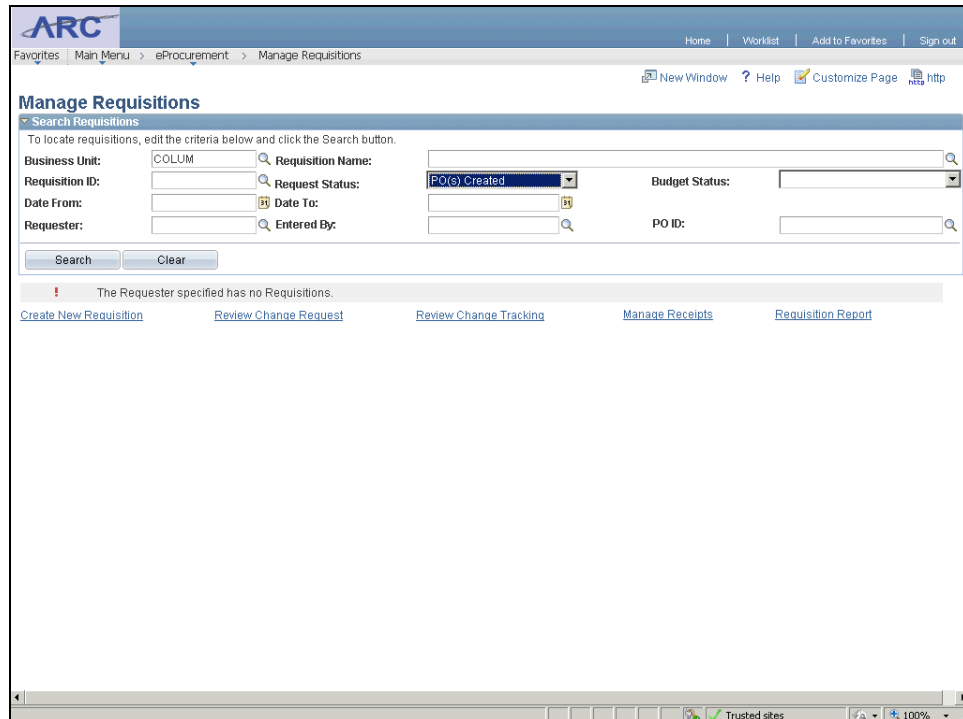 ARC
Home | Worklist | Add to Favorites | Sign out
Favorites Main Menu > eProcurement > Manage Requisitions
New Window ? Help Customize Page http
Manage Requisitions
Search Requisitions
To locate requisitions, edit the criteria below and click the Search button.
Business Unit: COLUM Requisition Name:
Requisition ID: Request Status: PO(s) Created Budget Status:
Date From: 31 Date To: 31
Requester: Entered By: PO ID:
Search Clear
! The Requester specified has no Requisitions.
Create New Requisition Review Change Request Review Change Tracking Manage Receipts Requisition Report
Trusted sites 100%